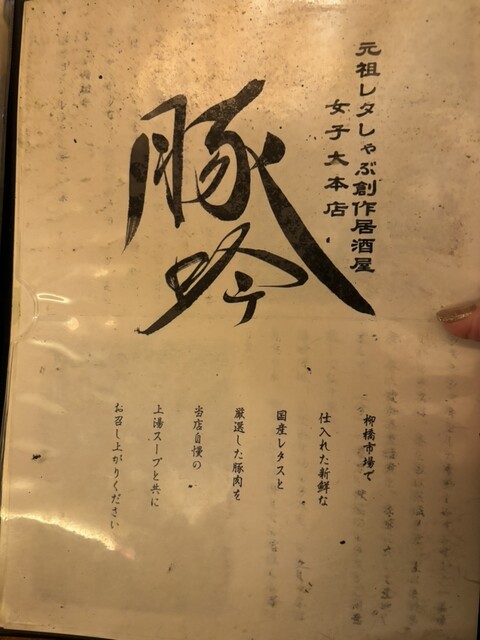 元祖レタしゃぶ創作居酒屋
女子大本店
豚吟
柳橋市場で
仕入れた新鮮な
国産レタスと
厳選した豚肉を
当店自慢の
上湯スープと共に
お召し上がりください